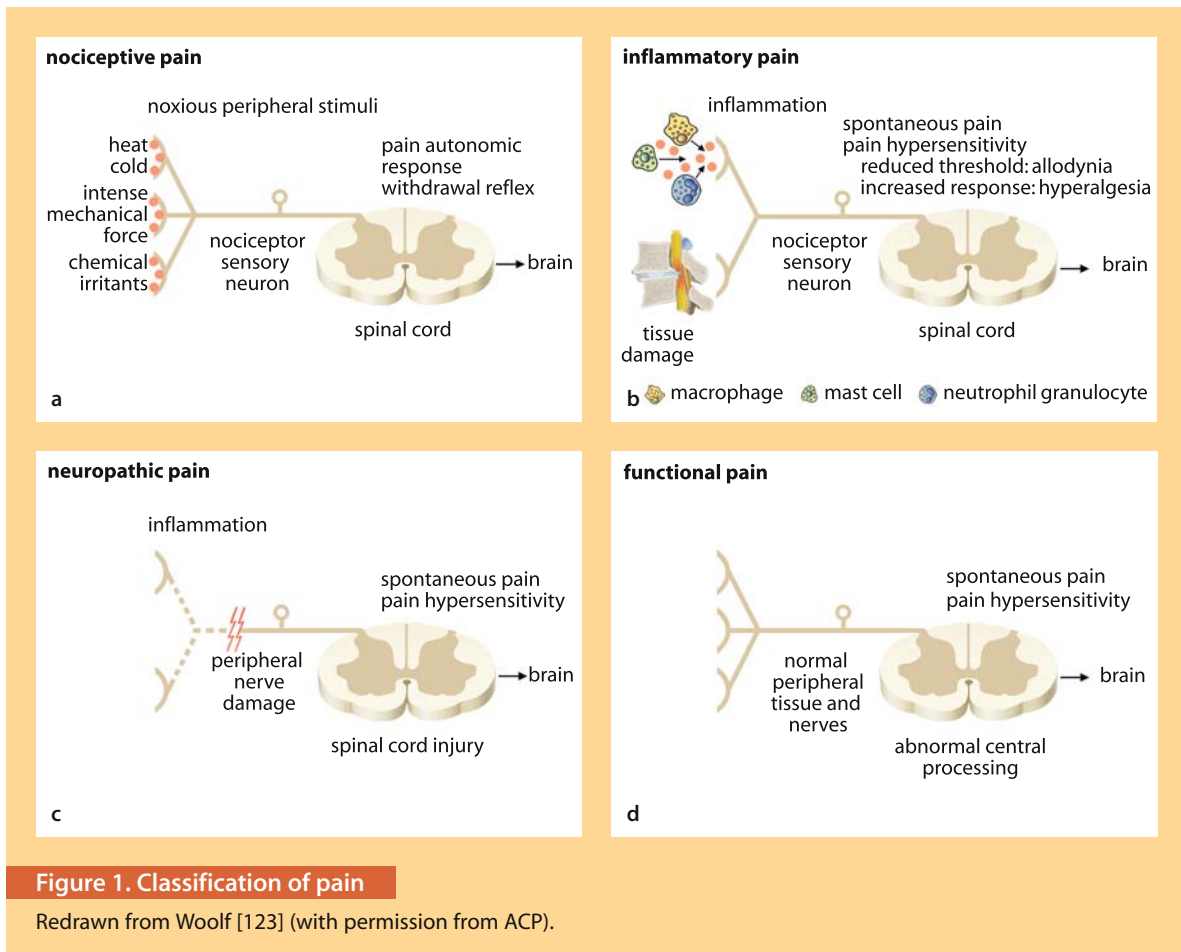 nociceptive pain
noxious peripheral stimuli
heat
cold
intense
mechanical
force
chemical
irritants
nociceptor
sensory
neuron
pain autonomic
response
withdrawal reflex
brain
spinal cord
a
inflammatory pain
inflammation
spontaneous pain
pain hypersensitivity
reduced threshold: allodynia
increased response: hyperalgesia
nociceptor
sensory
neuron
brain
spinal cord
tissue
damage
b
macrophage
mast cell
neutrophil granulocyte
neuropathic pain
inflammation
spontaneous pain
pain hypersensitivity
peripheral
nerve
damage
brain
spinal cord injury
c
functional pain
spontaneous pain
pain hypersensitivity
normal
peripheral
tissue and
nerves
brain
abnormal central
processing
d
Figure 1. Classification of pain
Redrawn from Woolf [123] (with permission from ACP).